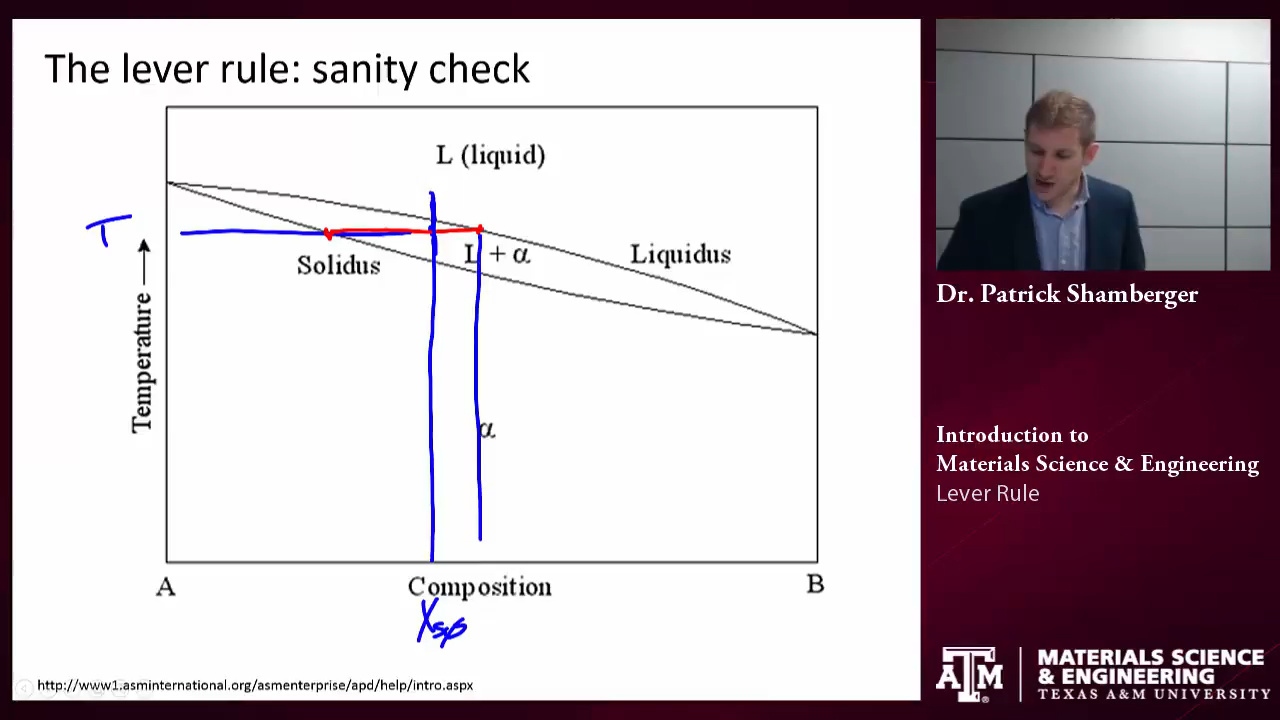 The lever rule: sanity check
L (liquid)
T
L + α
Liquidus
Solidus
Temperature
α
A
Composition
B
http://www1.asminternational.org/asmenterprise/apd/help/intro.aspx
Dr. Patrick Shamberger
Introduction to
Materials Science & Engineering
Lever Rule
ATM
MATERIALS SCIENCE
& ENGINEERING
TEXAS A&M UNIVERSITY